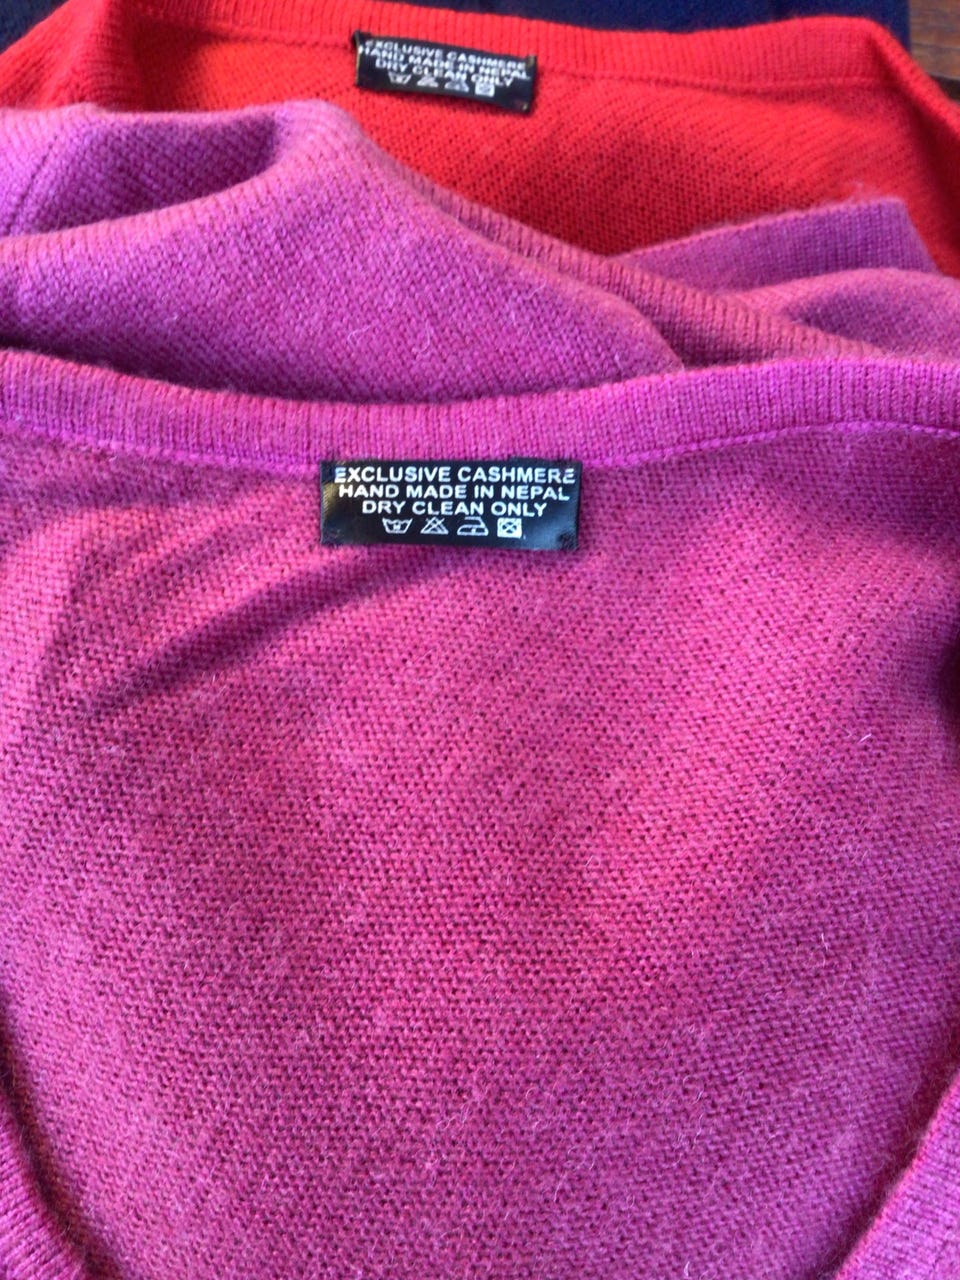 EXCLUSIVE CASHMERE
HAND MADE IN NEPAL
DRY CLEAN ONLY
EXCLUSIVE CASHMERE
HAND MADE IN NEPAL
DRY CLEAN ONLY